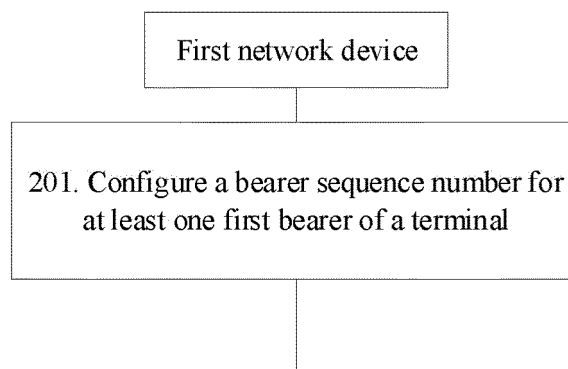 First network device
201. Configure a bearer sequence number for
at least one first bearer of a terminal